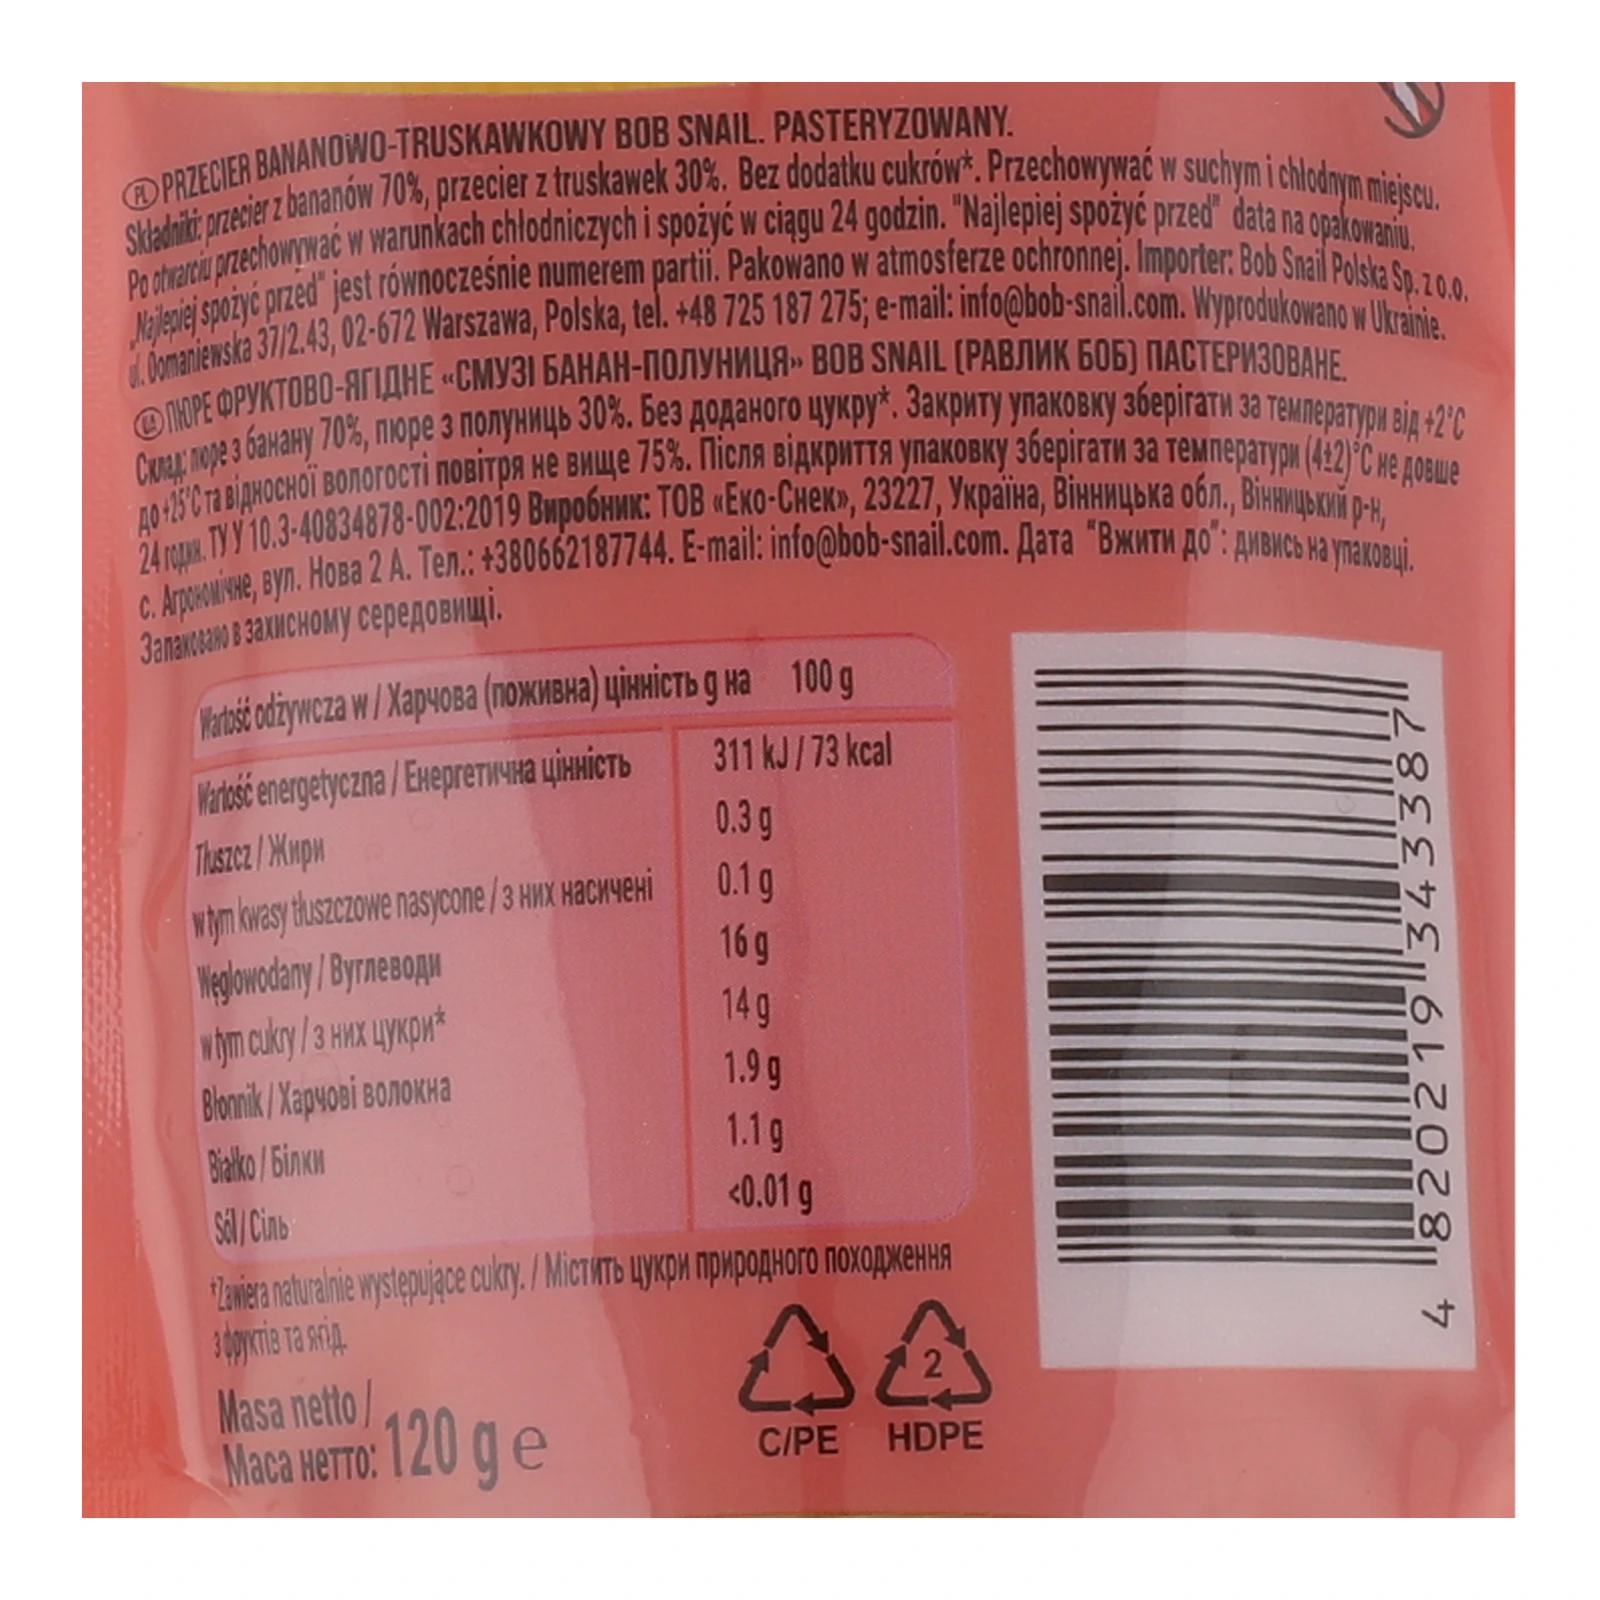 PL PRZECIER BANANOWO-TRUSKAWKOWY BOB SNAIL. PASTERYZOWANY.
Składniki: przecier z bananów 70%, przecier z truskawek 30%. Bez dodatku cukrów*. Przechowywać w suchym i chłodnym miejscu.
Po otwarciu przechowywać w warunkach chłodniczych i spożyć w ciągu 24 godzin. "Najlepiej spożyć przed" data na opakowaniu.
„Najlepiej spożyć przed" jest równocześnie numerem partii. Pakowano w atmosferze ochronnej. Importer: Bob Snail Polska Sp. z o.o.
ul. Domaniewska 37/2.43, 02-672 Warszawa, Polska, tel. +48 725 187 275; e-mail: info@bob-snail.com. Wyprodukowano w Ukrainie.
UA ПЮРЕ ФРУКТОВО-ЯГІДНЕ «СМУЗІ БАНАН-ПОЛУНИЦЯ» BOB SNAIL (РАВЛИК БОБ) ПАСТЕРИЗОВАНЕ.
Склад: пюре з банану 70%, пюре з полуниць 30%. Без доданого цукру*. Закриту упаковку зберігати за температури від +2°C
до +25°C та відносної вологості повітря не вище 75%. Після відкриття упаковку зберігати за температури (4±2)°C не довше
24 годин. ТУ У 10.3-40834878-002:2019 Виробник: ТОВ «Еко-Снек», 23227, Україна, Вінницька обл., Вінницький р-н,
с. Агрономічне, вул. Нова 2 А. Тел.: +380662187744. E-mail: info@bob-snail.com. Дата "Вжити до": дивись на упаковці.
Запаковано в захисному середовищі.
Wartość odżywcza w / Харчова (поживна) цінність g на 100 g
Wartość energetyczna / Енергетична цінність 311 kJ / 73 kcal
Tłuszcz / Жири 0.3 g
w tym kwasy tłuszczowe nasycone / з них насичені 0.1 g
Węglowodany / Вуглеводи 16 g
w tym cukry / з них цукри* 14 g
Błonnik / Харчові волокна 1.9 g
Białko / Білки 1.1 g
Sól / Сіль <0.01 g
*Zawiera naturalnie występujące cukry. / Містить цукри природного походження
з фруктів та ягід.
Masa netto /
Маса нетто: 120 g e
C/PE
2
HDPE
4 820219 343387